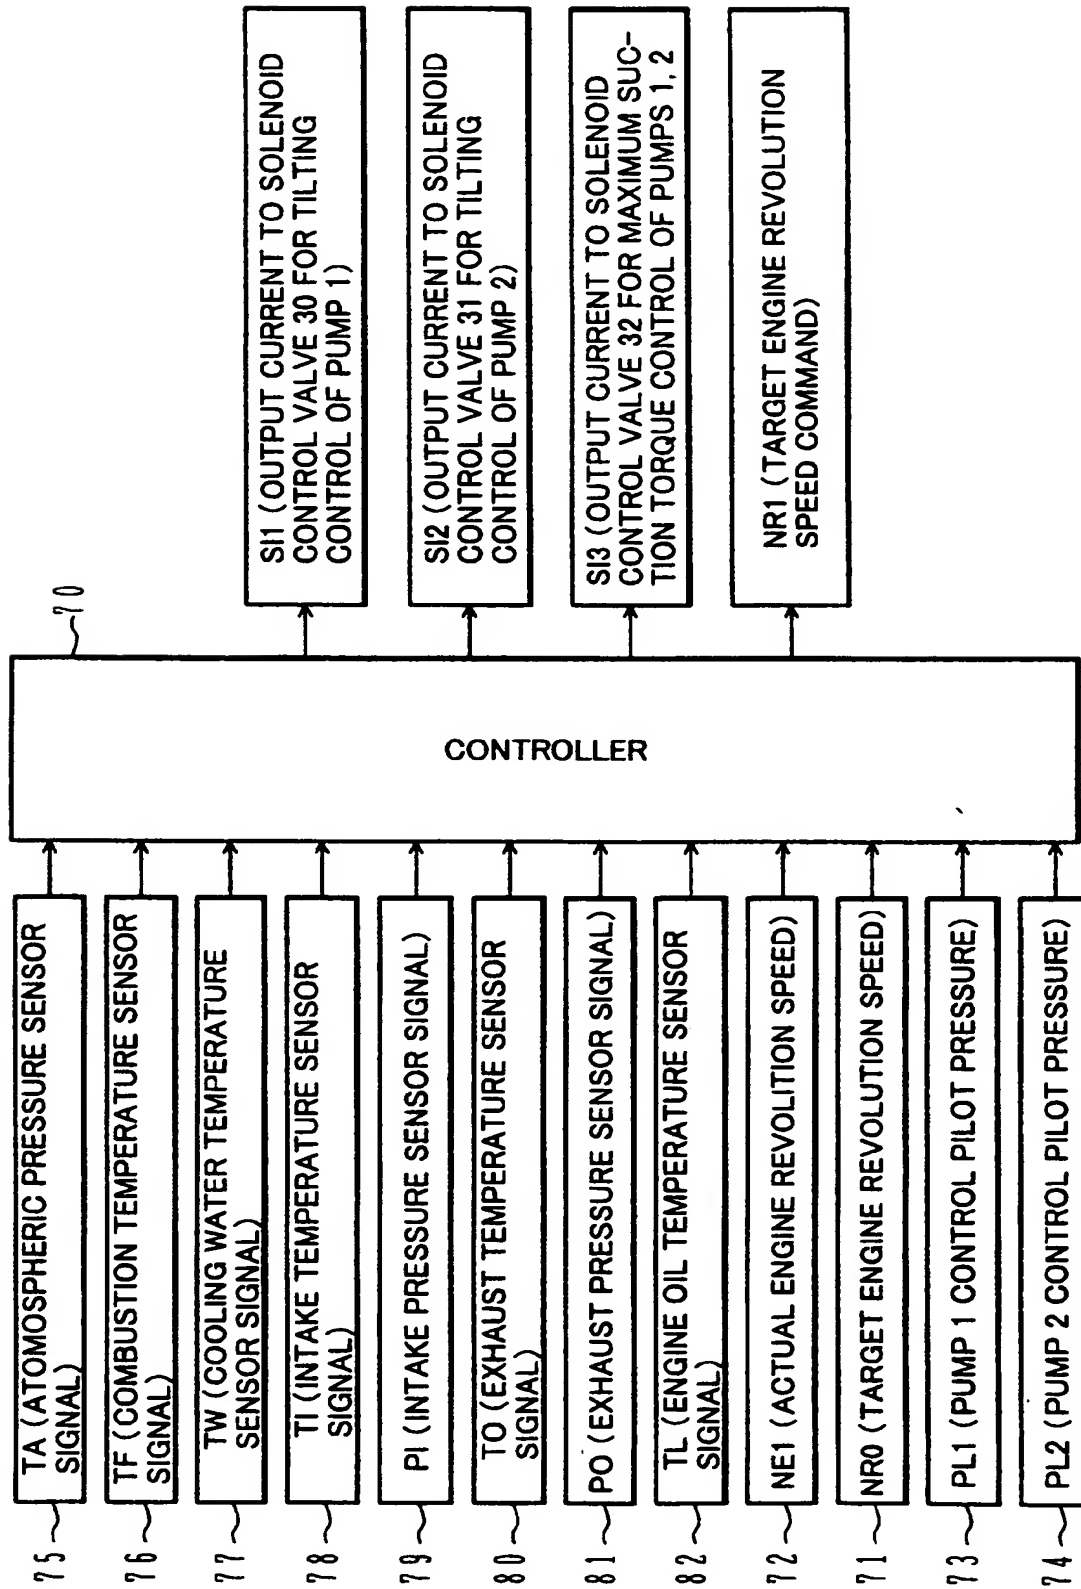 75
TA (ATOMOSPHERIC PRESSURE SENSOR
SIGNAL)
76
TF (COMBUSTION TEMPERATURE SENSOR
SIGNAL)
77
TW (COOLING WATER TEMPERATURE
SENSOR SIGNAL)
78
TI (INTAKE TEMPERATURE SENSOR
SIGNAL)
79
PI (INTAKE PRESSURE SENSOR SIGNAL)
80
TO (EXHAUST TEMPERATURE SENSOR
SIGNAL)
81
PO (EXHAUST PRESSURE SENSOR SIGNAL)
82
TL (ENGINE OIL TEMPERATURE SENSOR
SIGNAL)
72
NE1 (ACTUAL ENGINE REVOLITION SPEED)
71
NR0 (TARGET ENGINE REVOLUTION SPEED)
73
PL1 (PUMP 1 CONTROL PILOT PRESSURE)
74
PL2 (PUMP 2 CONTROL PILOT PRESSURE)
CONTROLLER
70
SI1 (OUTPUT CURRENT TO SOLENOID
CONTROL VALVE 30 FOR TILTING
CONTROL OF PUMP 1)
SI2 (OUTPUT CURRENT TO SOLENOID
CONTROL VALVE 31 FOR TILTING
CONTROL OF PUMP 2)
SI3 (OUTPUT CURRENT TO SOLENOID
CONTROL VALVE 32 FOR MAXIMUM SUC-
TION TORQUE CONTROL OF PUMPS 1, 2
NR1 (TARGET ENGINE REVOLUTION
SPEED COMMAND)